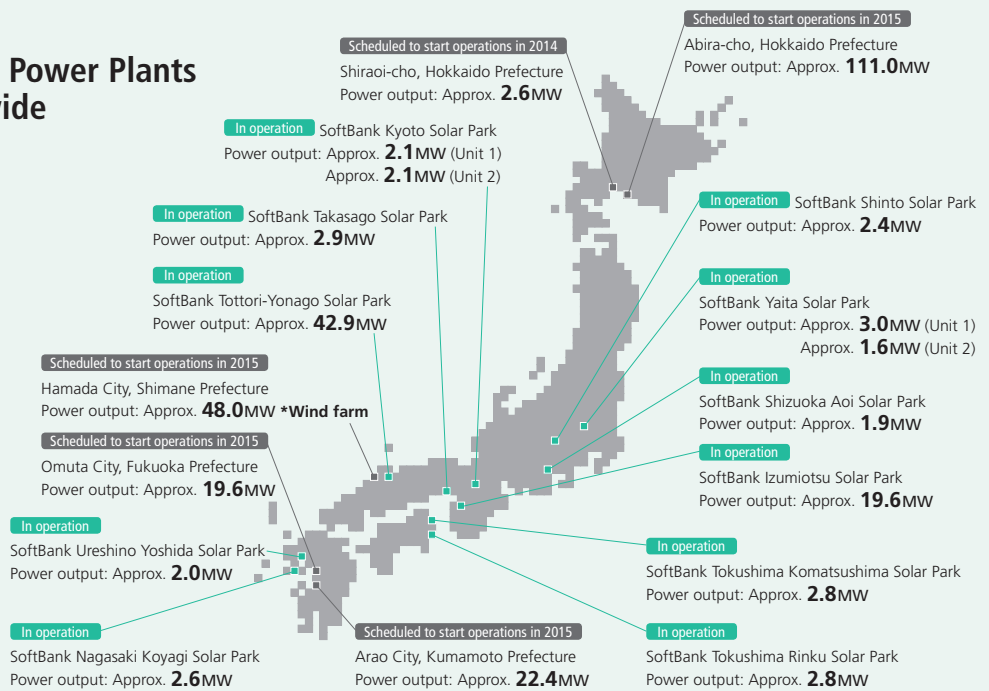 Power Plants
ide
Scheduled to start operations in 2014
Shiraoi-cho, Hokkaido Prefecture
Power output: Approx. 2.6MW
Scheduled to start operations in 2015
Abira-cho, Hokkaido Prefecture
Power output: Approx. 111.0MW
In operation SoftBank Kyoto Solar Park
Power output: Approx. 2.1MW (Unit 1)
Approx. 2.1MW (Unit 2)
In operation SoftBank Takasago Solar Park
Power output: Approx. 2.9MW
In operation
SoftBank Tottori-Yonago Solar Park
Power output: Approx. 42.9MW
Scheduled to start operations in 2015
Hamada City, Shimane Prefecture
Power output: Approx. 48.0MW *Wind farm
Scheduled to start operations in 2015
Omuta City, Fukuoka Prefecture
Power output: Approx. 19.6MW
In operation
SoftBank Ureshino Yoshida Solar Park
Power output: Approx. 2.0MW
In operation
SoftBank Nagasaki Koyagi Solar Park
Power output: Approx. 2.6MW
Scheduled to start operations in 2015
Arao City, Kumamoto Prefecture
Power output: Approx. 22.4MW
In operation SoftBank Shinto Solar Park
Power output: Approx. 2.4MW
In operation
SoftBank Yaita Solar Park
Power output: Approx. 3.0MW (Unit 1)
Approx. 1.6MW (Unit 2)
In operation
SoftBank Shizuoka Aoi Solar Park
Power output: Approx. 1.9MW
In operation
SoftBank Izumiotsu Solar Park
Power output: Approx. 19.6MW
In operation
SoftBank Tokushima Komatsushima Solar Park
Power output: Approx. 2.8MW
In operation
SoftBank Tokushima Rinku Solar Park
Power output: Approx. 2.8MW